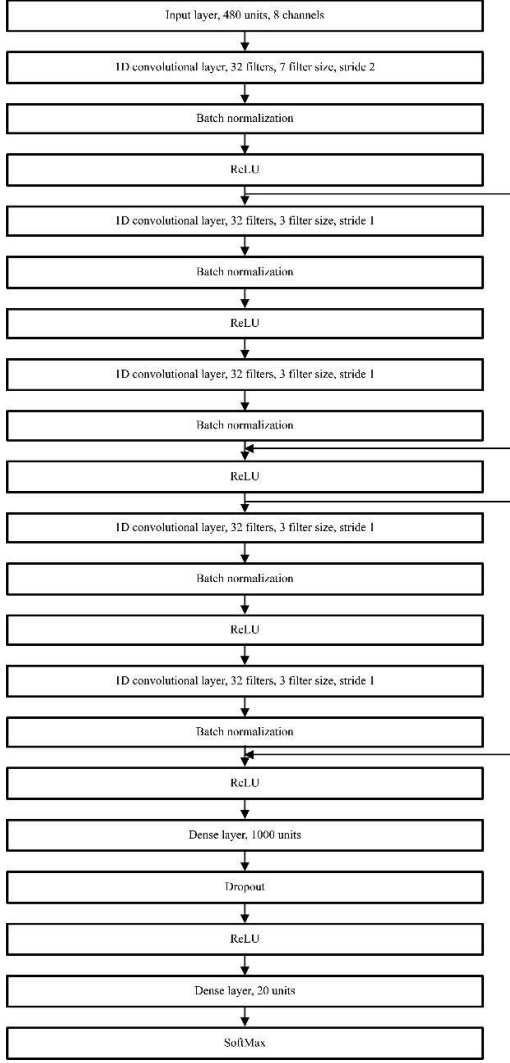 Input layer, 480 units, 8 channels
1D convolutional layer, 32 filters, 7 filter size, stride 2
Batch normalization
ReLU
1D convolutional layer, 32 filters, 3 filter size, stride 1
Batch normalization
ReLU
1D convolutional layer, 32 filters, 3 filter size, stride 1
Batch normalization
ReLU
1D convolutional layer, 32 filters, 3 filter size, stride 1
Batch normalization
ReLU
1D convolutional layer, 32 filters, 3 filter size, stride 1
Batch normalization
ReLU
Dense layer, 1000 units
Dropout
ReLU
Dense layer, 20 units
SoftMax